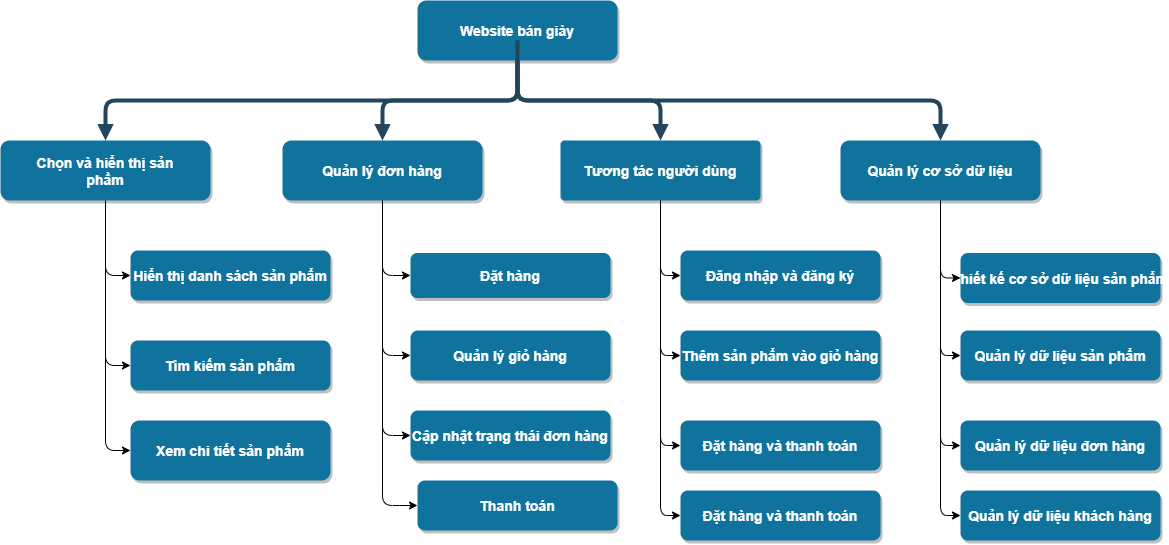 Website bán giày
Chọn và hiển thị sản
phẩm
Quản lý đơn hàng
Tương tác người dùng
Quản lý cơ sở dữ liệu
Hiển thị danh sách sản phẩm
Tìm kiếm sản phẩm
Xem chi tiết sản phẩm
Đặt hàng
Quản lý giỏ hàng
Cập nhật trạng thái đơn hàng
Thanh toán
Đăng nhập và đăng ký
Thêm sản phẩm vào giỏ hàng
Đặt hàng và thanh toán
Đặt hàng và thanh toán
hiết kế cơ sở dữ liệu sản phẩm
Quản lý dữ liệu sản phẩm
Quản lý dữ liệu đơn hàng
Quản lý dữ liệu khách hàng